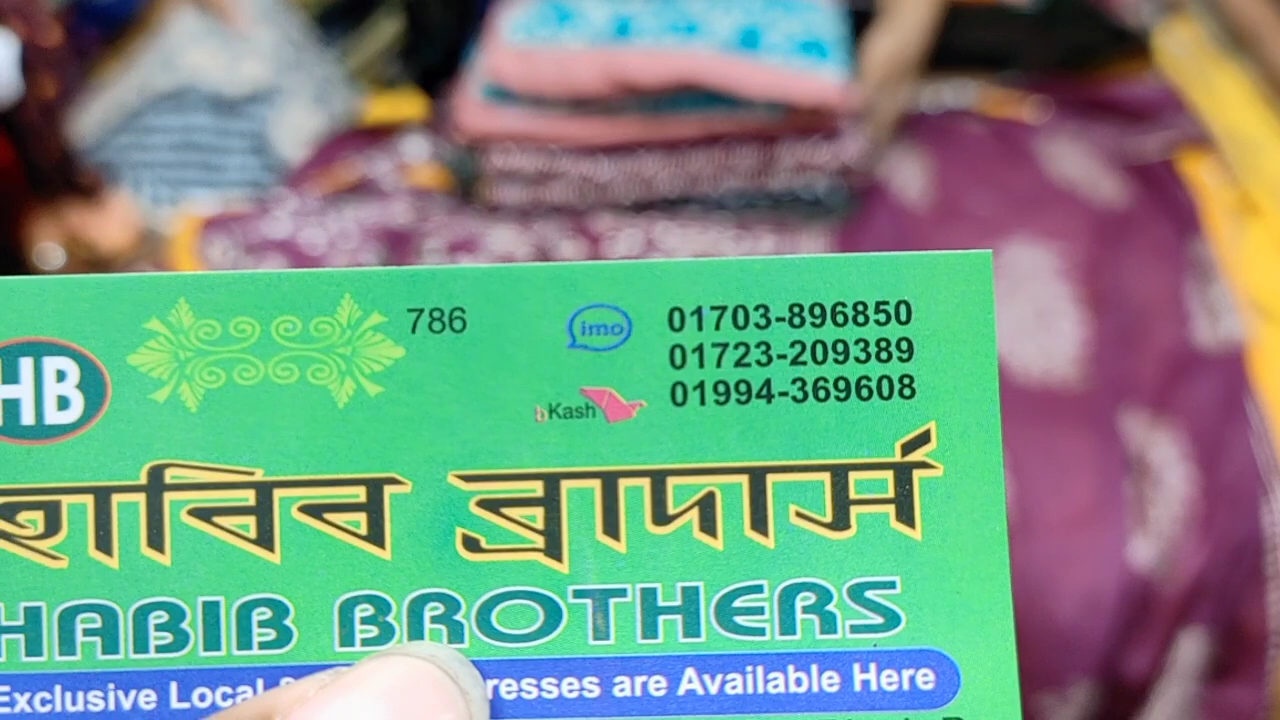 786
imo
01703-896850
01723-209389
bKash
01994-369608
HB
হাবিব ব্রাদার্স
HABIB BROTHERS
Exclusive Local resses are Available Here